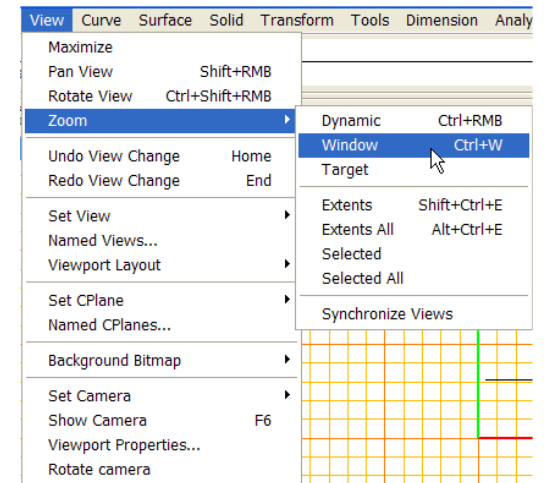 View Curve Surface Solid Transform Tools Dimension Analy
Maximize
Pan View Shift+RMB
Rotate View Ctrl+Shift+RMB
Zoom
Dynamic Ctrl+RMB
Window Ctrl+W
Target
Extents Shift+Ctrl+E
Extents All Alt+Ctrl+E
Selected
Selected All
Synchronize Views
Undo View Change Home
Redo View Change End
Set View
Named Views...
Viewport Layout
Set CPlane
Named CPlanes...
Background Bitmap
Set Camera
Show Camera F6
Viewport Properties...
Rotate camera